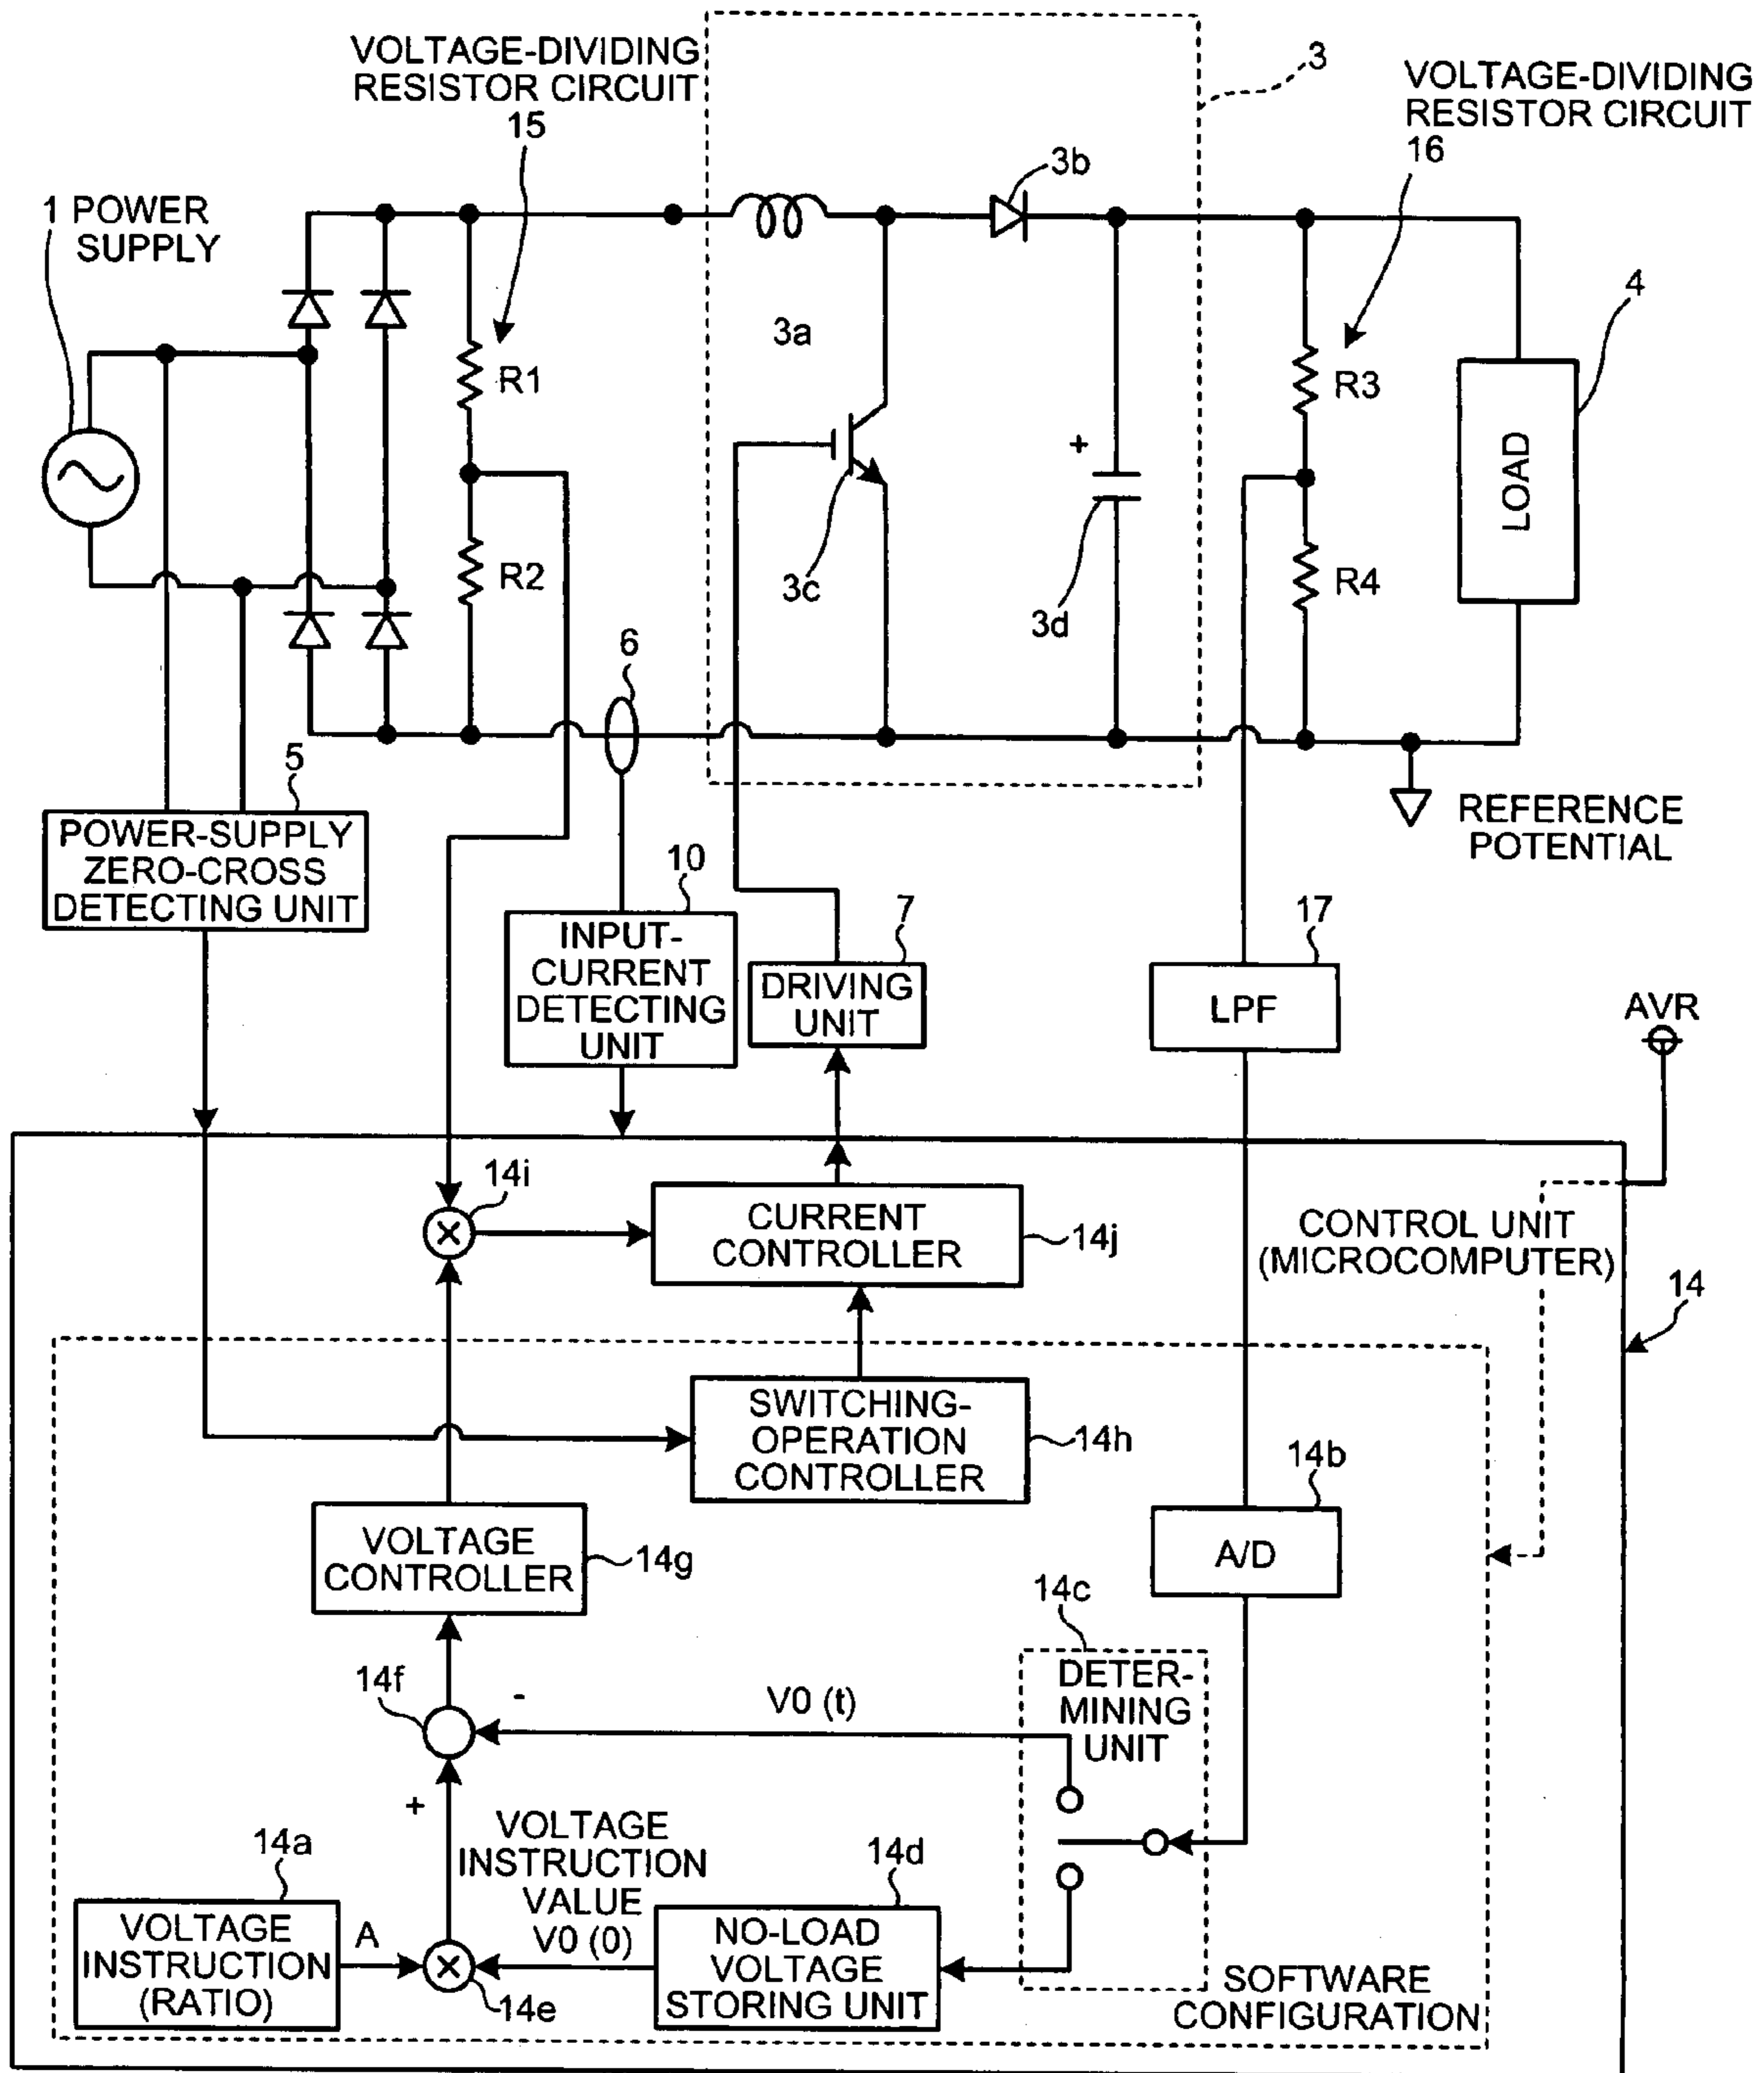 VOLTAGE-DIVIDING
RESISTOR CIRCUIT
15
3
VOLTAGE-DIVIDING
RESISTOR CIRCUIT
16
1 POWER
SUPPLY
3b
3a
4
R1
R3
+
LOAD
R2
3c
3d
R4
6
5
POWER-SUPPLY
ZERO-CROSS
DETECTING UNIT
REFERENCE
POTENTIAL
10
INPUT-
CURRENT
DETECTING
UNIT
7
DRIVING
UNIT
17
LPF
AVR
14i
CURRENT
CONTROLLER
14j
CONTROL UNIT
(MICROCOMPUTER)
14
SWITCHING-
OPERATION
CONTROLLER
14h
14b
A/D
VOLTAGE
CONTROLLER
14g
14c
DETER-
MINING
UNIT
14f
-
V0 (t)
+
VOLTAGE
INSTRUCTION
VALUE
V0 (0)
14a
VOLTAGE
INSTRUCTION
(RATIO)
A
14e
14d
NO-LOAD
VOLTAGE
STORING UNIT
SOFTWARE
CONFIGURATION